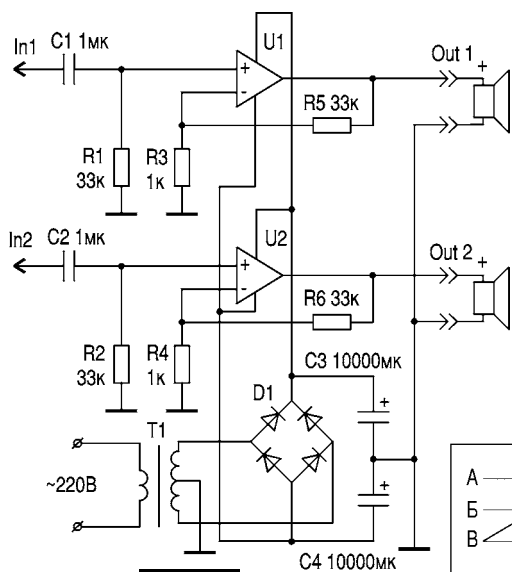 In1
C1 1мк
U1
Out 1
+
+
-
R5 33к
R1
33к
R3
1к
In2
C2 1мк
U2
Out 2
+
+
-
R6 33к
R2
33к
R4
1к
C3 10000мк
D1
+
T1
~220В
+
C4 10000мк
А
Б
В